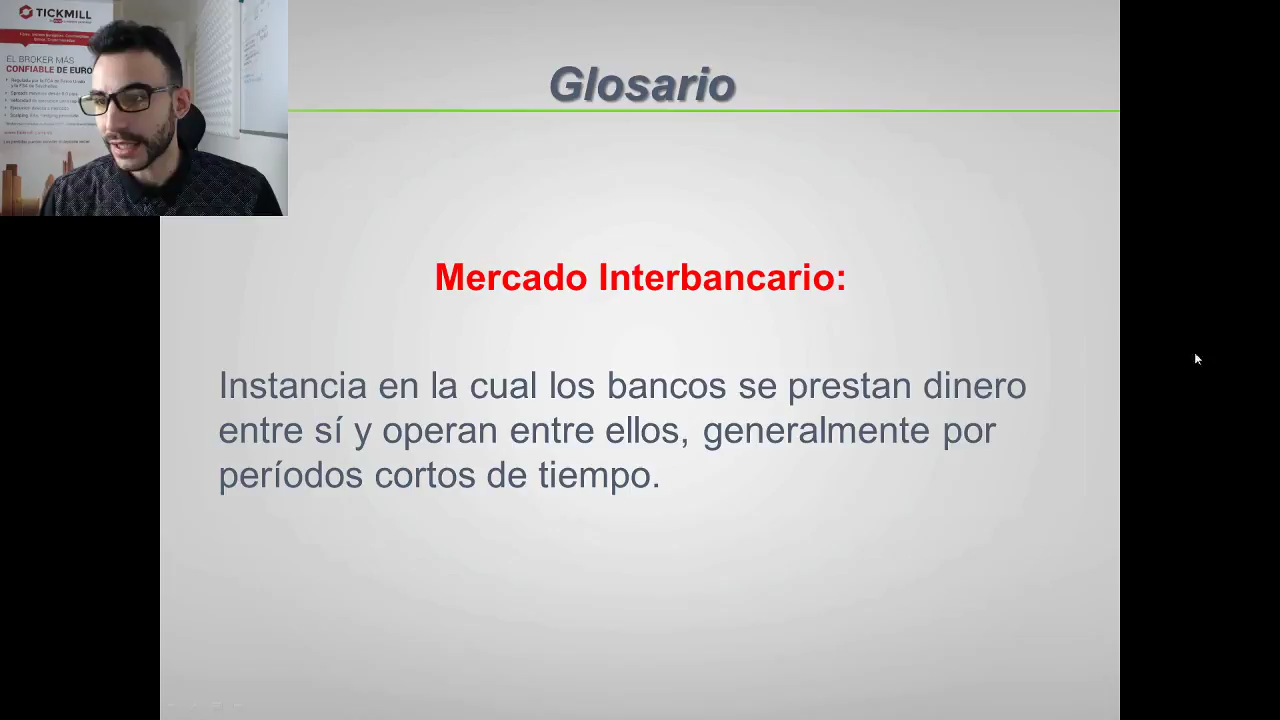 TICKMILL
EL BROKER MÁS
CONFIABLE DE EURO
Glosario
Mercado Interbancario:
Instancia en la cual los bancos se prestan dinero
entre sí y operan entre ellos, generalmente por
períodos cortos de tiempo.